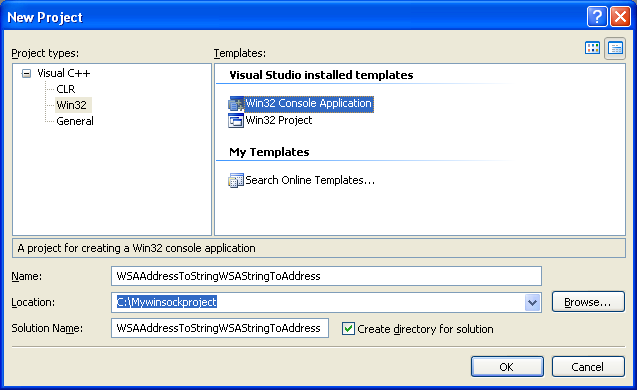 New Project
Project types:
Templates:
Visual C++
CLR
Win32
General
Visual Studio installed templates
Win32 Console Application
Win32 Project
My Templates
Search Online Templates...
A project for creating a Win32 console application
Name:
WSAAddressToStringWSAStringToAddress
Location:
C:\Mywinsockproject
Browse...
Solution Name:
WSAAddressToStringWSAStringToAddress
Create directory for solution
OK
Cancel